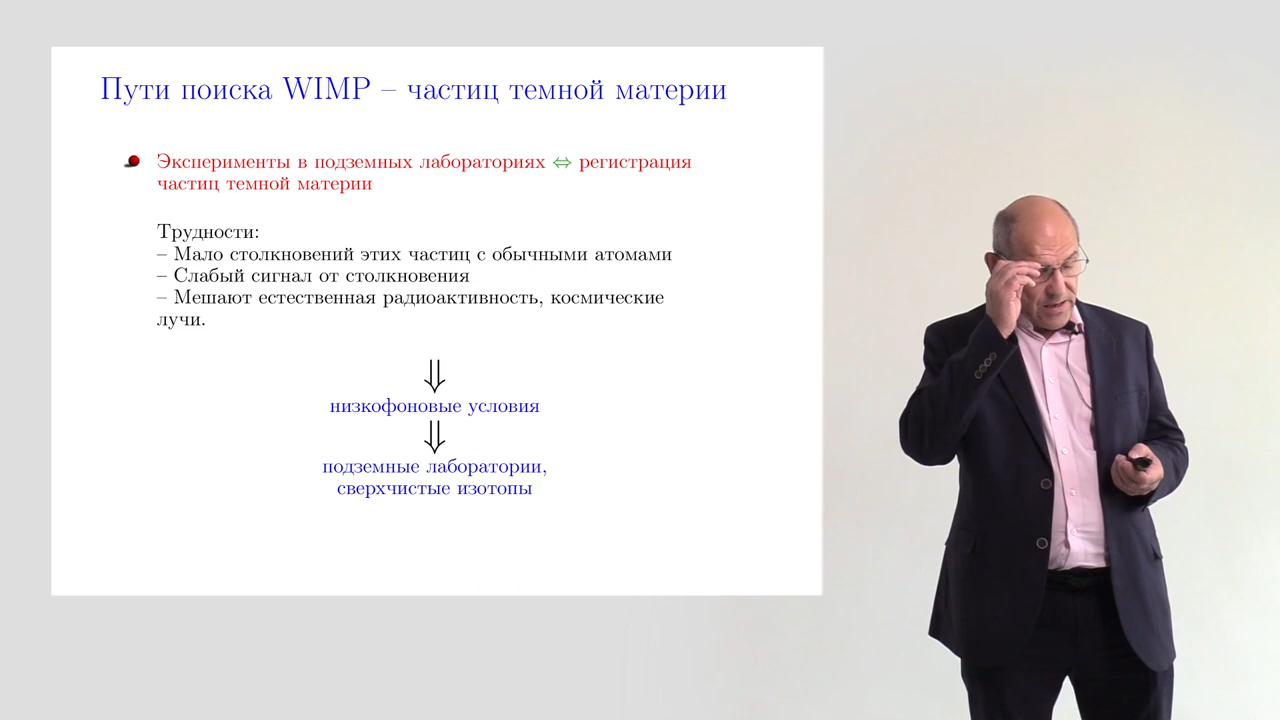 Пути поиска WIMP – частиц темной материи
Эксперименты в подземных лабораториях ⇔ регистрация
частиц темной материи
Трудности:
– Мало столкновений этих частиц с обычными атомами
– Слабый сигнал от столкновения
– Мешают естественная радиоактивность, космические
лучи.
⇓
низкофоновые условия
⇓
подземные лаборатории,
сверхчистые изотопы